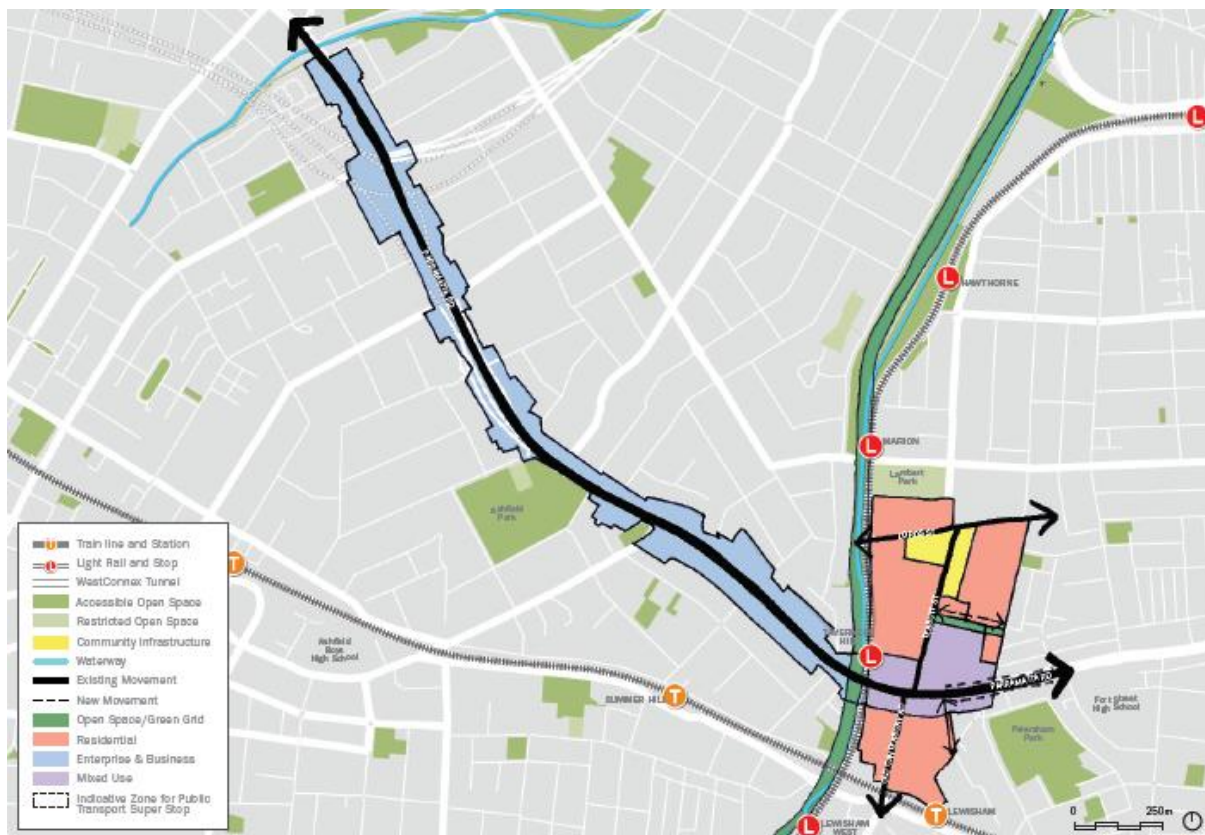 HAWTHORNE
MARION
Lambert
Park
Ashfield
Park
Ashfield
Boys
High School
SUMMER HILL
Fort Street
High School
Petersham
Park
LEWISHAM
LEWISHAM
WEST
Train line and Station
Light Rail and Stop
WestConnex Tunnel
Accessible Open Space
Restricted Open Space
Community Infrastructure
Waterway
Existing Movement
New Movement
Open Space/Green Grid
Residential
Enterprise & Business
Mixed Use
Indicative Zone for Public
Transport Super Stop
0 250m
L
L
L
L
L
T
T
T
T
L